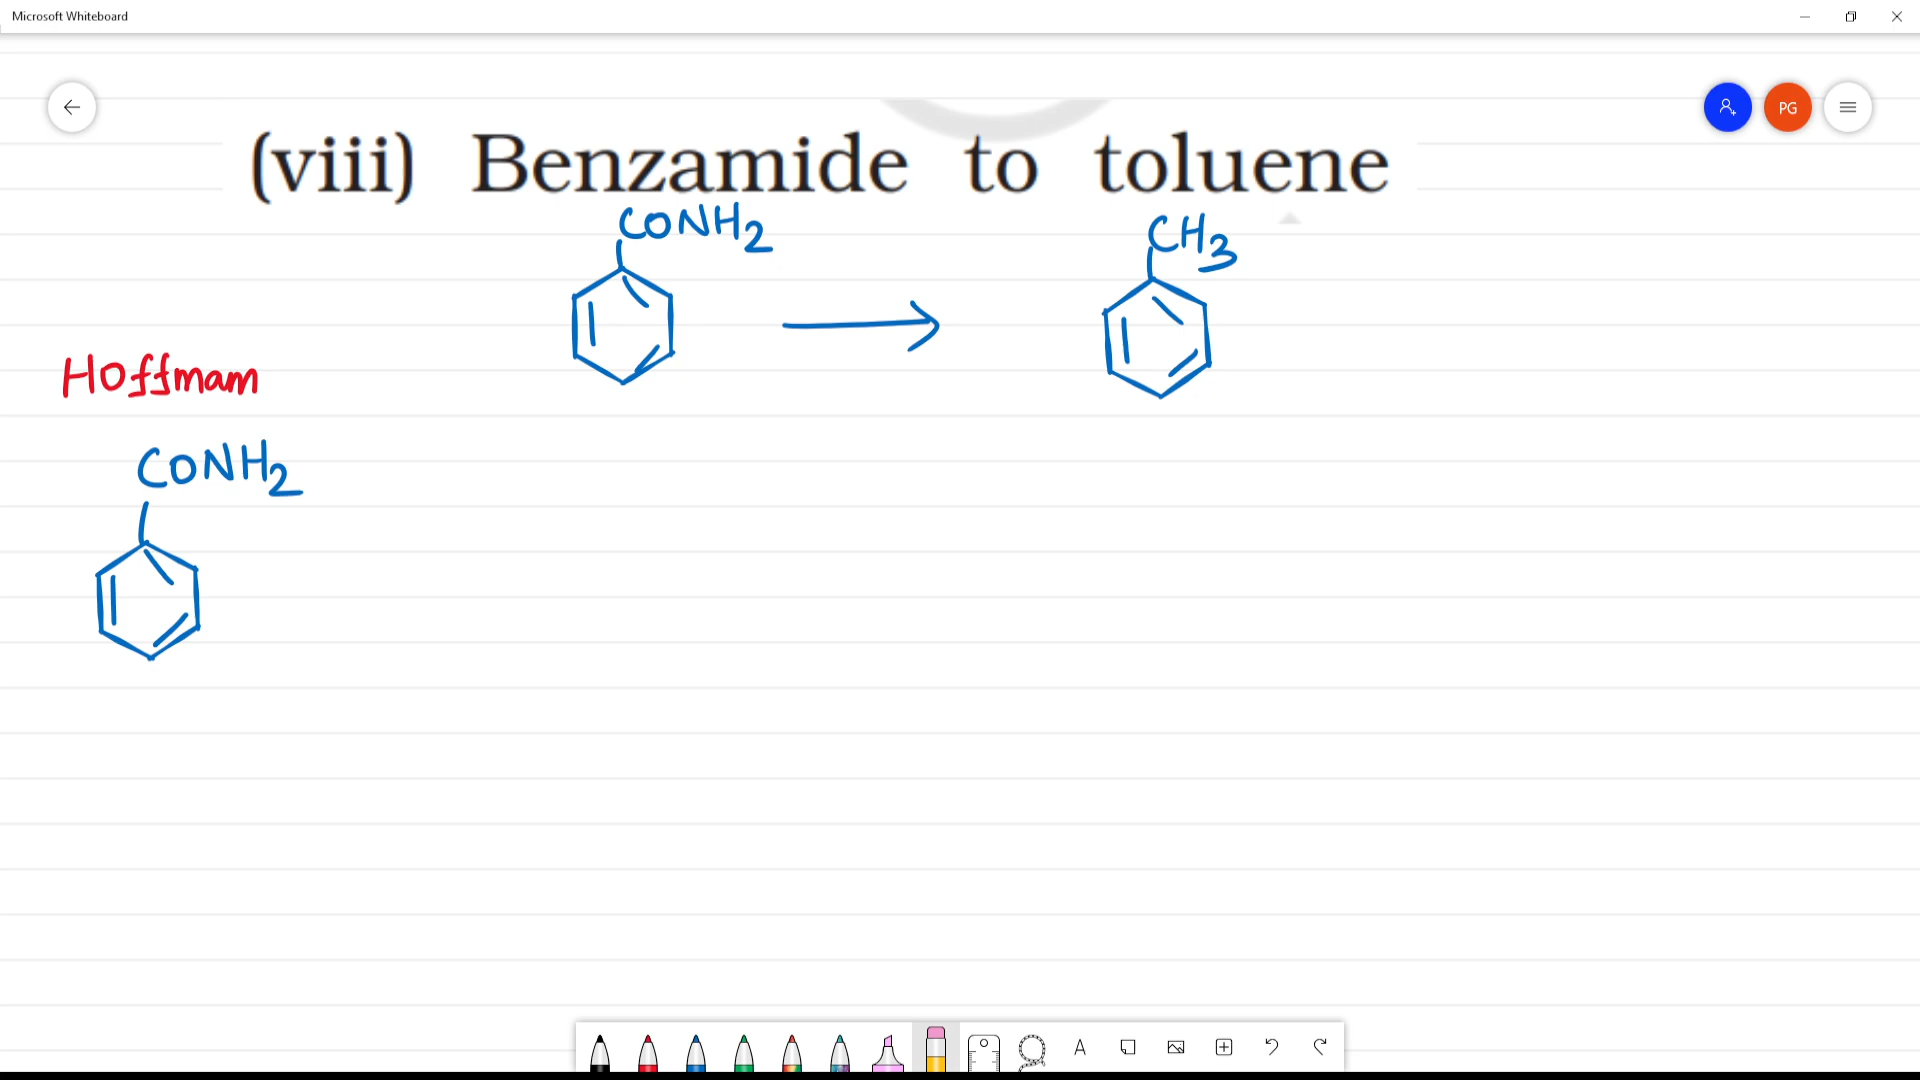 Microsoft Whiteboard
PG
(viii) Benzamide to toluene
CONH2
CH3
Hoffmam
CONH2
A